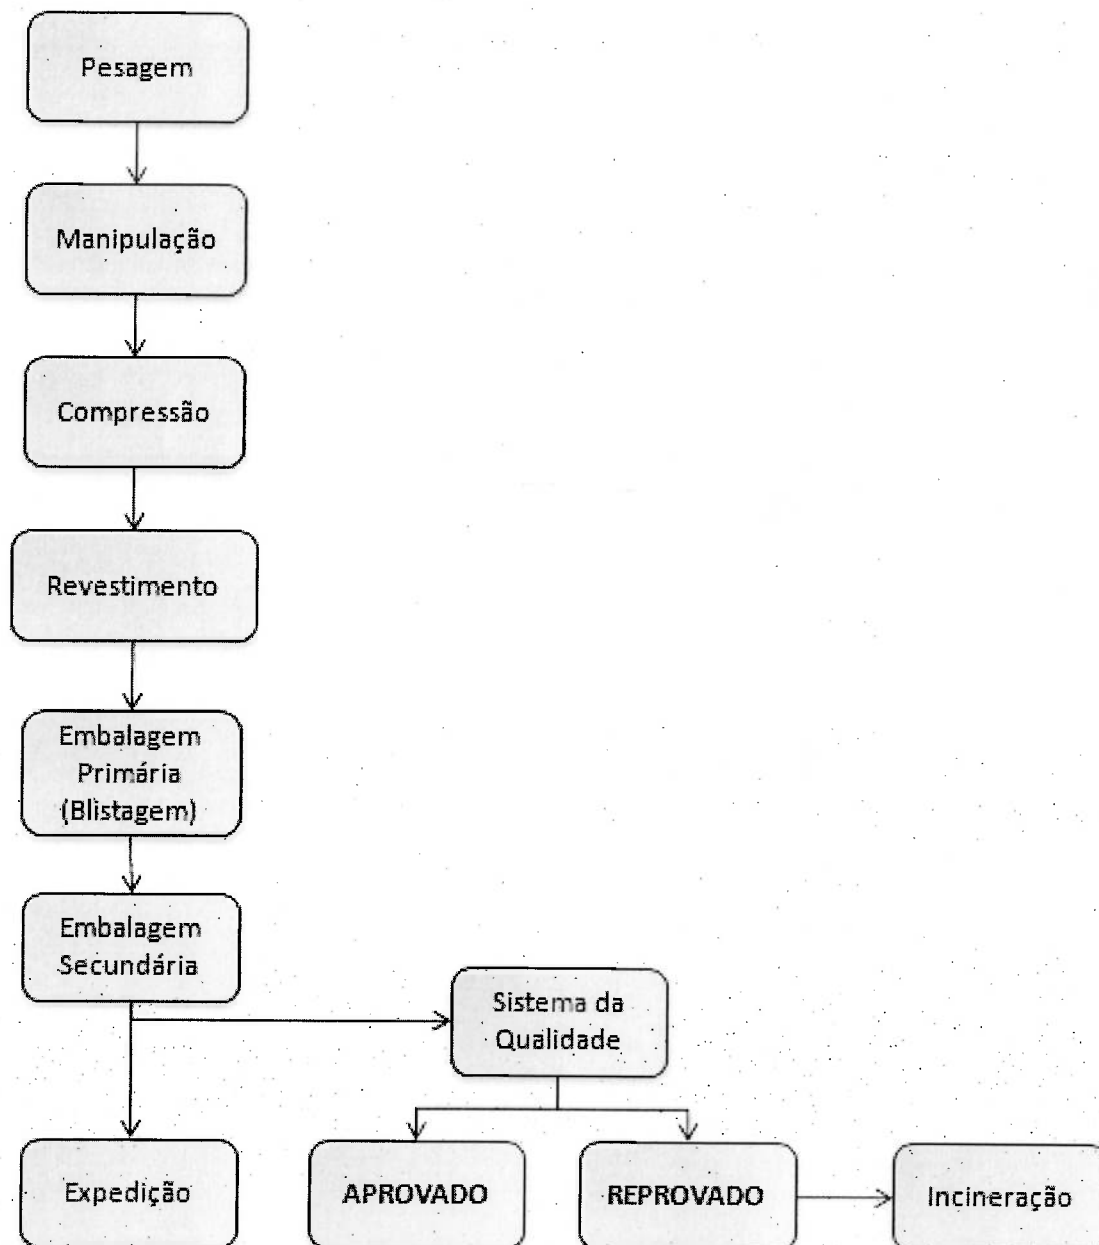 Pesagem
Manipulação
Compressão
Revestimento
Embalagem
Primária
(Blistagem)
Embalagem
Secundária
Sistema da
Qualidade
Expedição
APROVADO
REPROVADO
Incineração